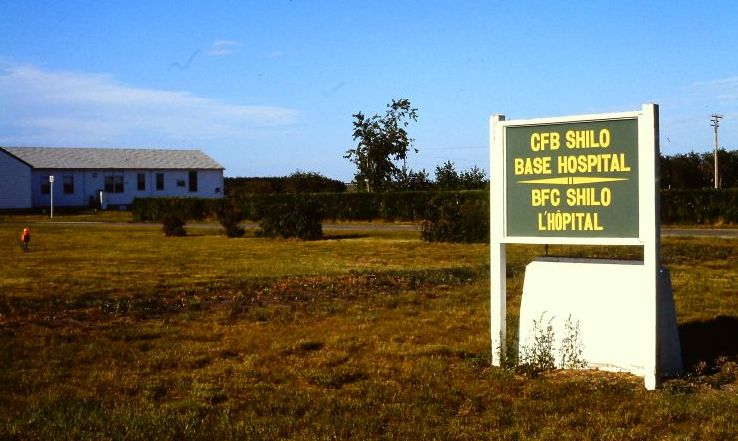 CFB SHILO
BASE HOSPITAL
BFC SHILO
L'HÔPITAL